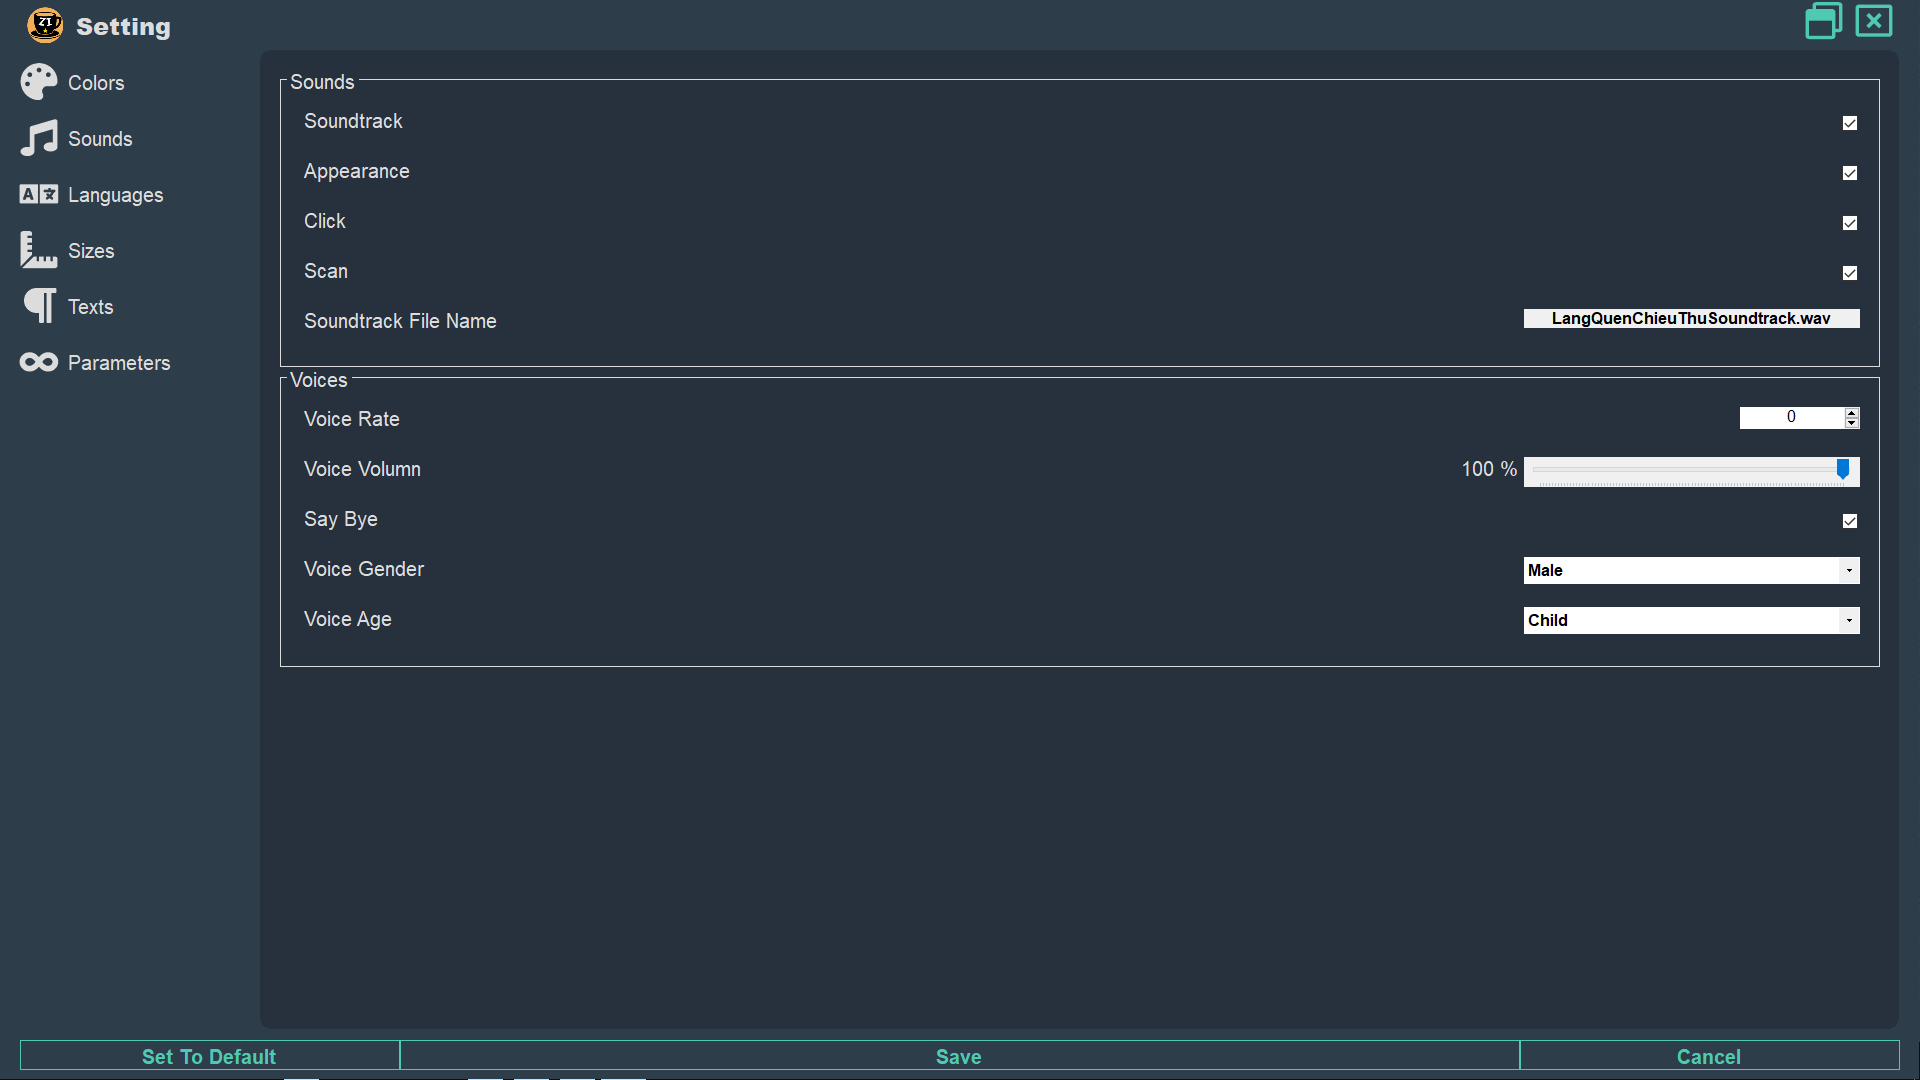 Setting
Colors
Sounds
Languages
Sizes
Texts
Parameters
Sounds
Soundtrack
Appearance
Click
Scan
Soundtrack File Name
LangQuenChieuThuSoundtrack.wav
Voices
Voice Rate
0
Voice Volumn
100 %
Say Bye
Voice Gender
Male
Voice Age
Child
Set To Default
Save
Cancel